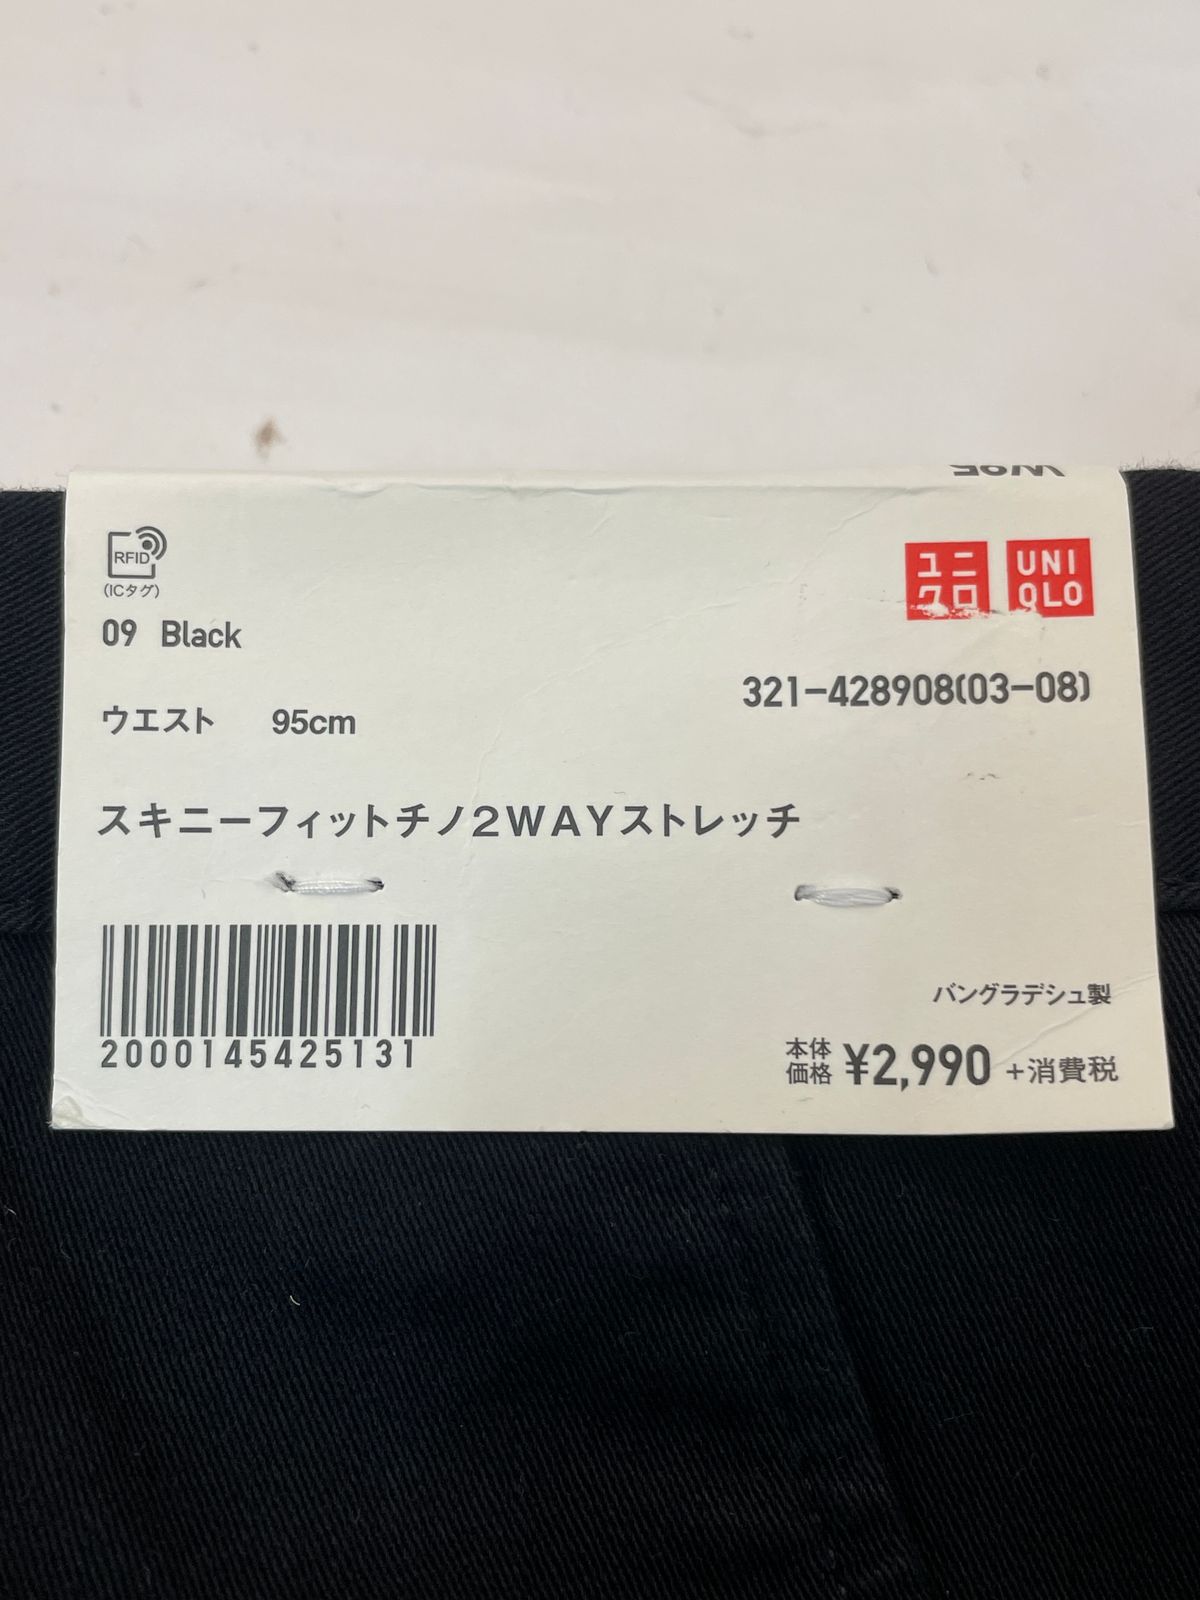 RFID
(ICタグ)
ユニクロ
UNIQLO
09 Black
321-428908(03-08)
ウエスト 95cm
スキニーフィットチノ2WAYストレッチ
2000145425131
バングラデシュ製
本体価格 ¥2,990 +消費税